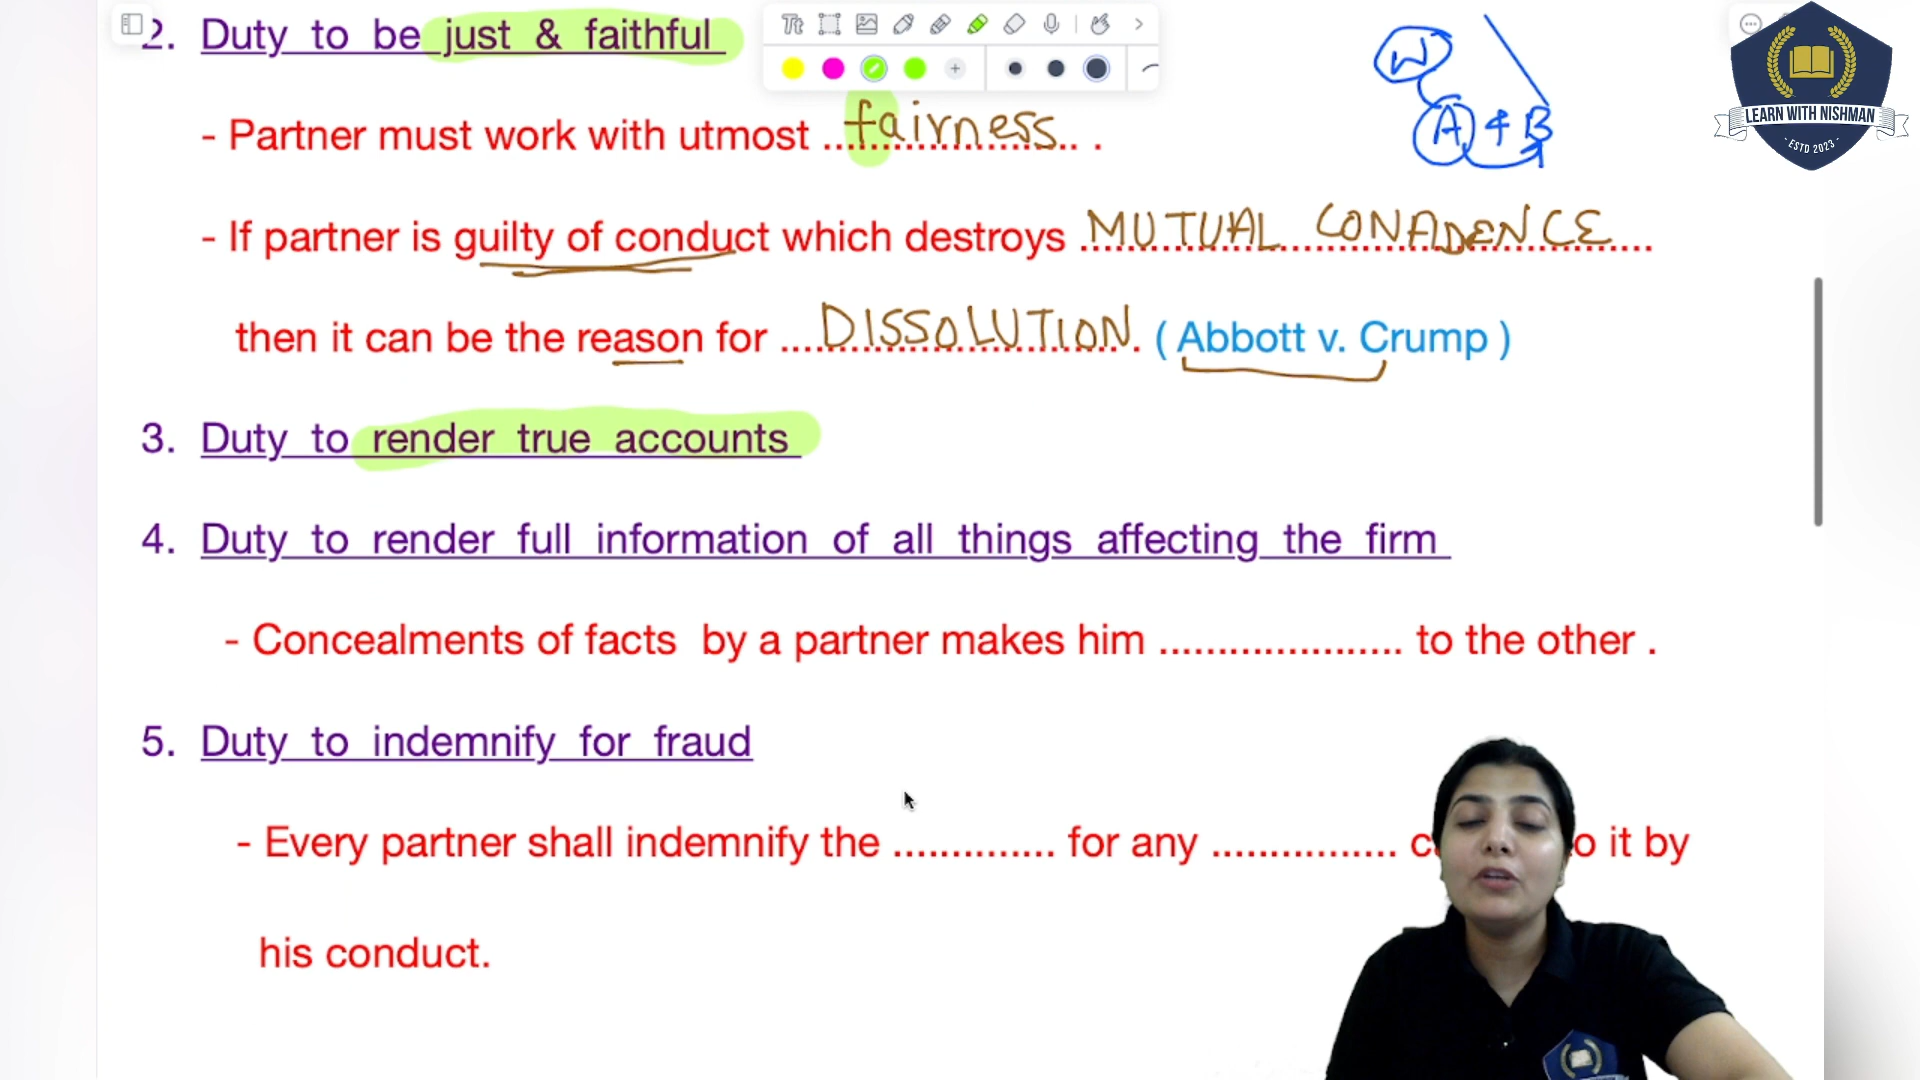 2. Duty to be just & faithful
- Partner must work with utmost ...fairness... .
- If partner is guilty of conduct which destroys ...MUTUAL CONFIDENCE...
then it can be the reason for ...DISSOLUTION... ( Abbott v. Crump )
3. Duty to render true accounts
4. Duty to render full information of all things affecting the firm
- Concealments of facts by a partner makes him ..................... to the other .
5. Duty to indemnify for fraud
- Every partner shall indemnify the .............. for any ................ it by
his conduct.
Tt
W
A & B
LEARN WITH NISHMAN
- ESTD 2023 -